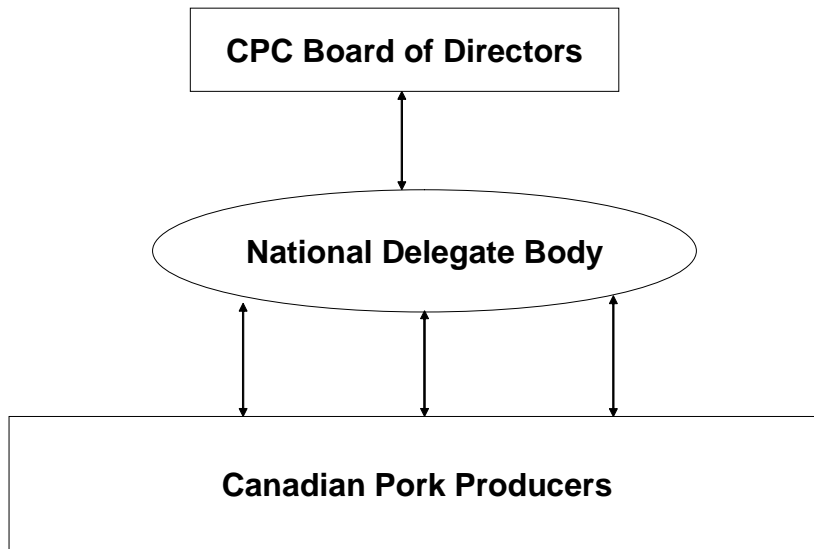 CPC Board of Directors
National Delegate Body
Canadian Pork Producers